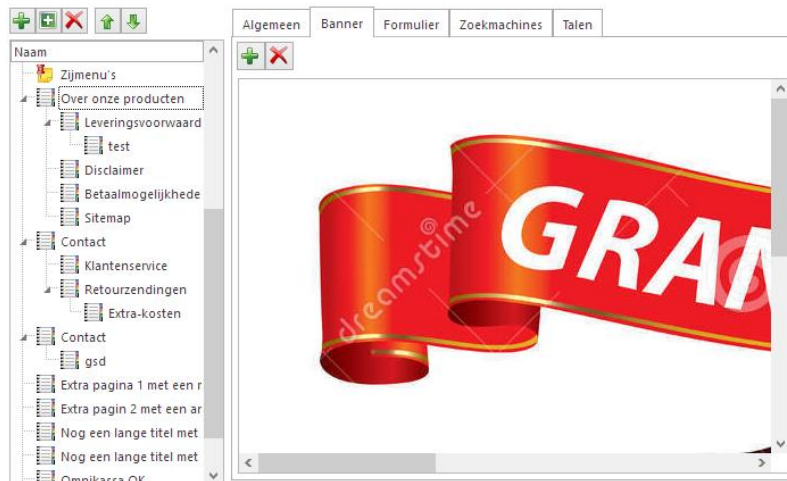 Algemeen Banner Formulier Zoekmachines Talen
Naam
Zijmenu's
Over onze producten
Leveringsvoorwaard
test
Disclaimer
Betaalmogelijkhede
Sitemap
Contact
Klantenservice
Retourzendingen
Extra-kosten
Contact
gsd
Extra pagina 1 met een r
Extra pagin 2 met een ar
Nog een lange titel met
Nog een lange titel met
Omnikassa OK
GRAN
dreamstime